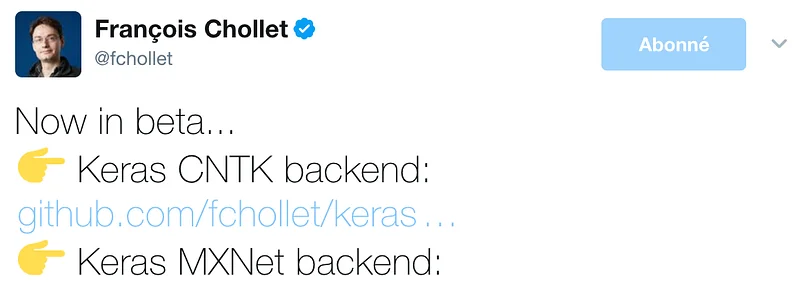 François Chollet
@fchollet
Abonné
Now in beta...
👉 Keras CNTK backend:
github.com/fchollet/keras ...
👉 Keras MXNet backend: